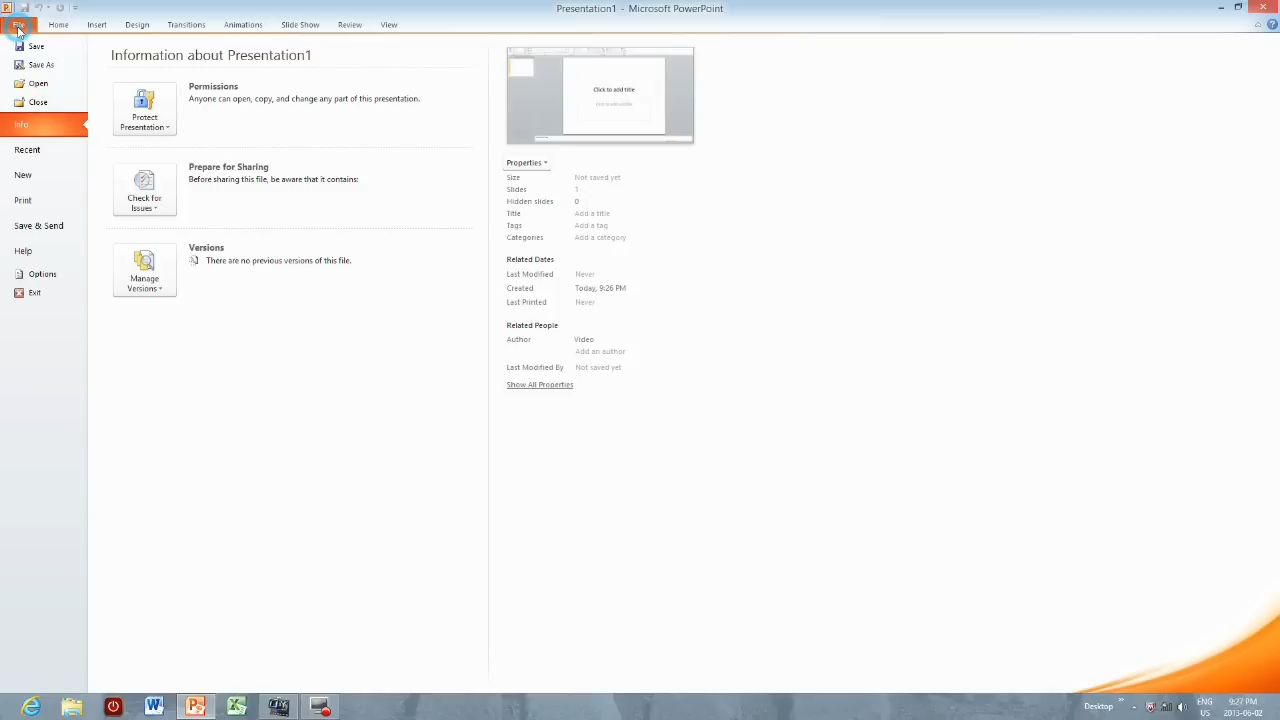 Presentation1 - Microsoft PowerPoint
File Home Insert Design Transitions Animations Slide Show Review View
Save
Save As
Open
Close
Info
Recent
New
Print
Save & Send
Help
Options
Exit
Information about Presentation1
Protect
Presentation
Permissions
Anyone can open, copy, and change any part of this presentation.
Check for
Issues
Prepare for Sharing
Before sharing this file, be aware that it contains:
Manage
Versions
Versions
There are no previous versions of this file.
Click to add title
Click to add subtitle
Properties
Size Not saved yet
Slides 1
Hidden slides 0
Title Add a title
Tags Add a tag
Categories Add a category
Related Dates
Last Modified Never
Created Today, 9:26 PM
Last Printed Never
Related People
Author Video
Add an author
Last Modified By Not saved yet
Show All Properties
Desktop
ENG
US
9:27 PM
2013-06-02